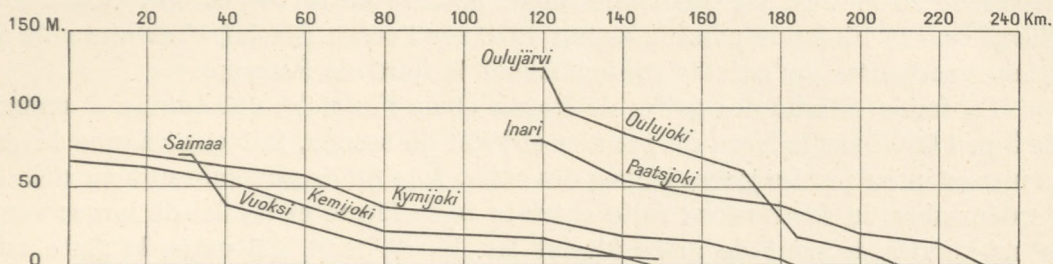 150 M. 20 40 60 80 100 120 140 160 180 200 220 240 Km.
Oulujärvi
100
Inari Oulujoki
Saimaa
Paatsjoki
50
Vuoksi Kemijoki Kymijoki
0